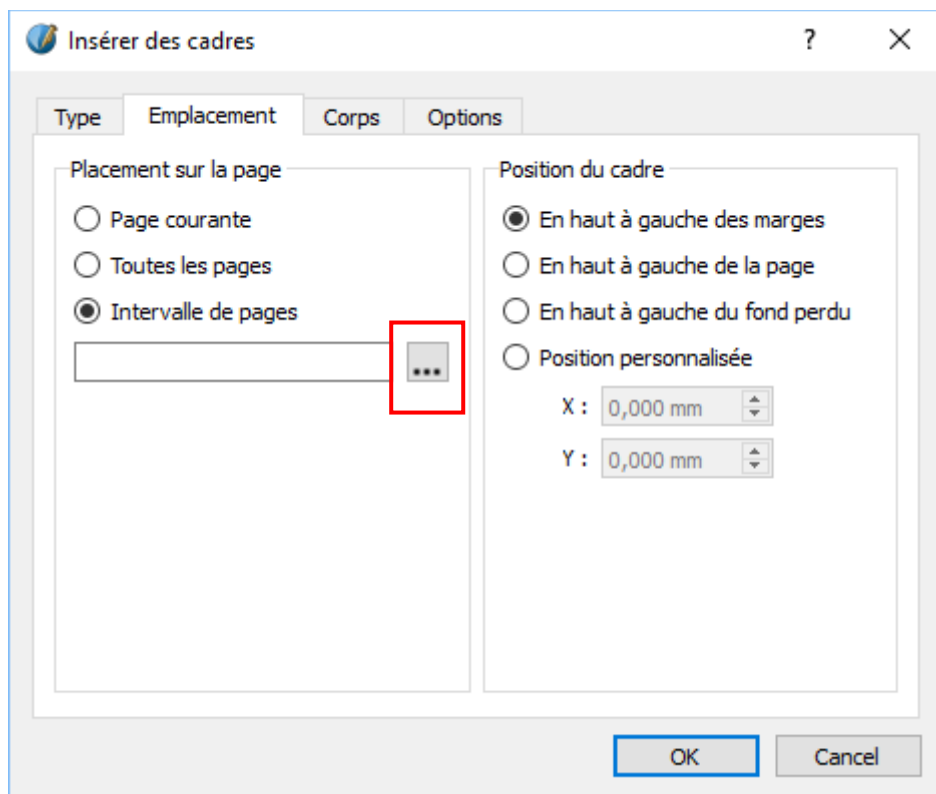 Insérer des cadres
Type Emplacement Corps Options
Placement sur la page
Page courante
Toutes les pages
Intervalle de pages
...
Position du cadre
En haut à gauche des marges
En haut à gauche de la page
En haut à gauche du fond perdu
Position personnalisée
X : 0,000 mm
Y : 0,000 mm
OK Cancel